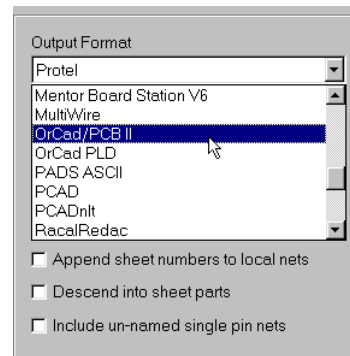 Output Format
Protel
Mentor Board Station V6
MultiWire
OrCad/PCB II
OrCad PLD
PADS ASCII
PCAD
PCADnlt
RacalRedac
Append sheet numbers to local nets
Descend into sheet parts
Include un-named single pin nets